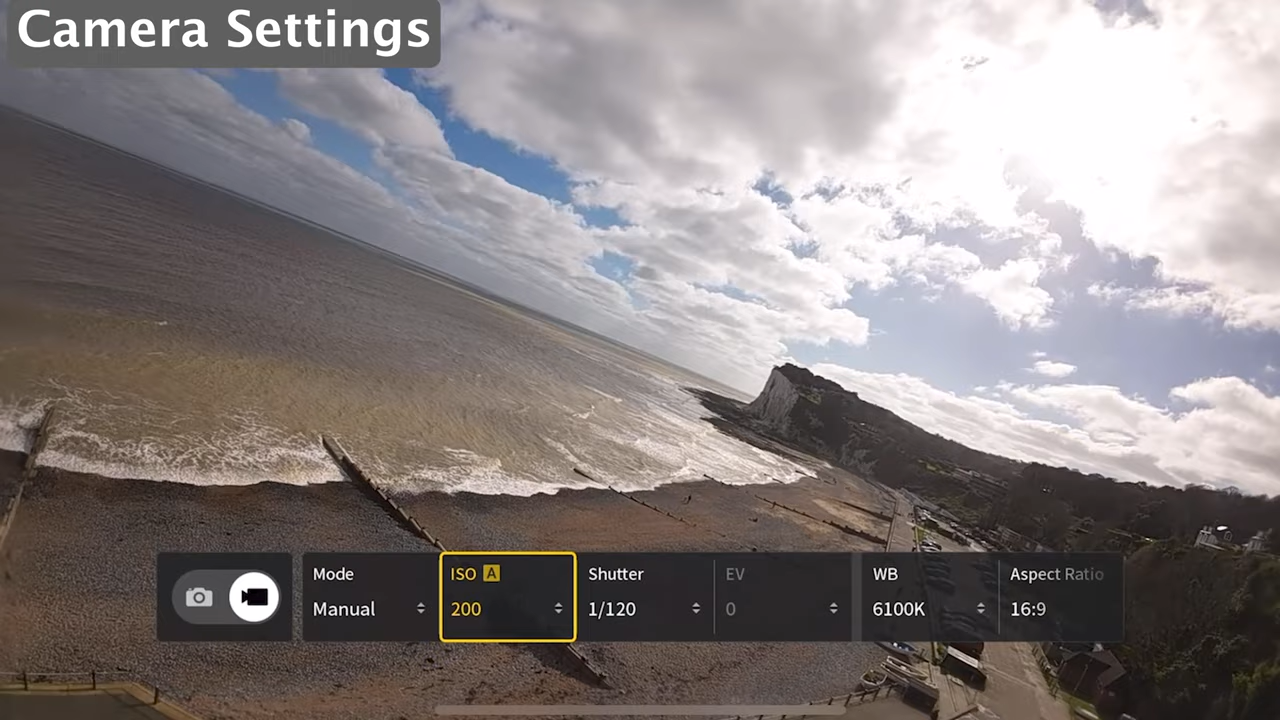 Camera Settings
Mode
Manual
ISO A
200
Shutter
1/120
EV
0
WB
6100K
Aspect Ratio
16:9